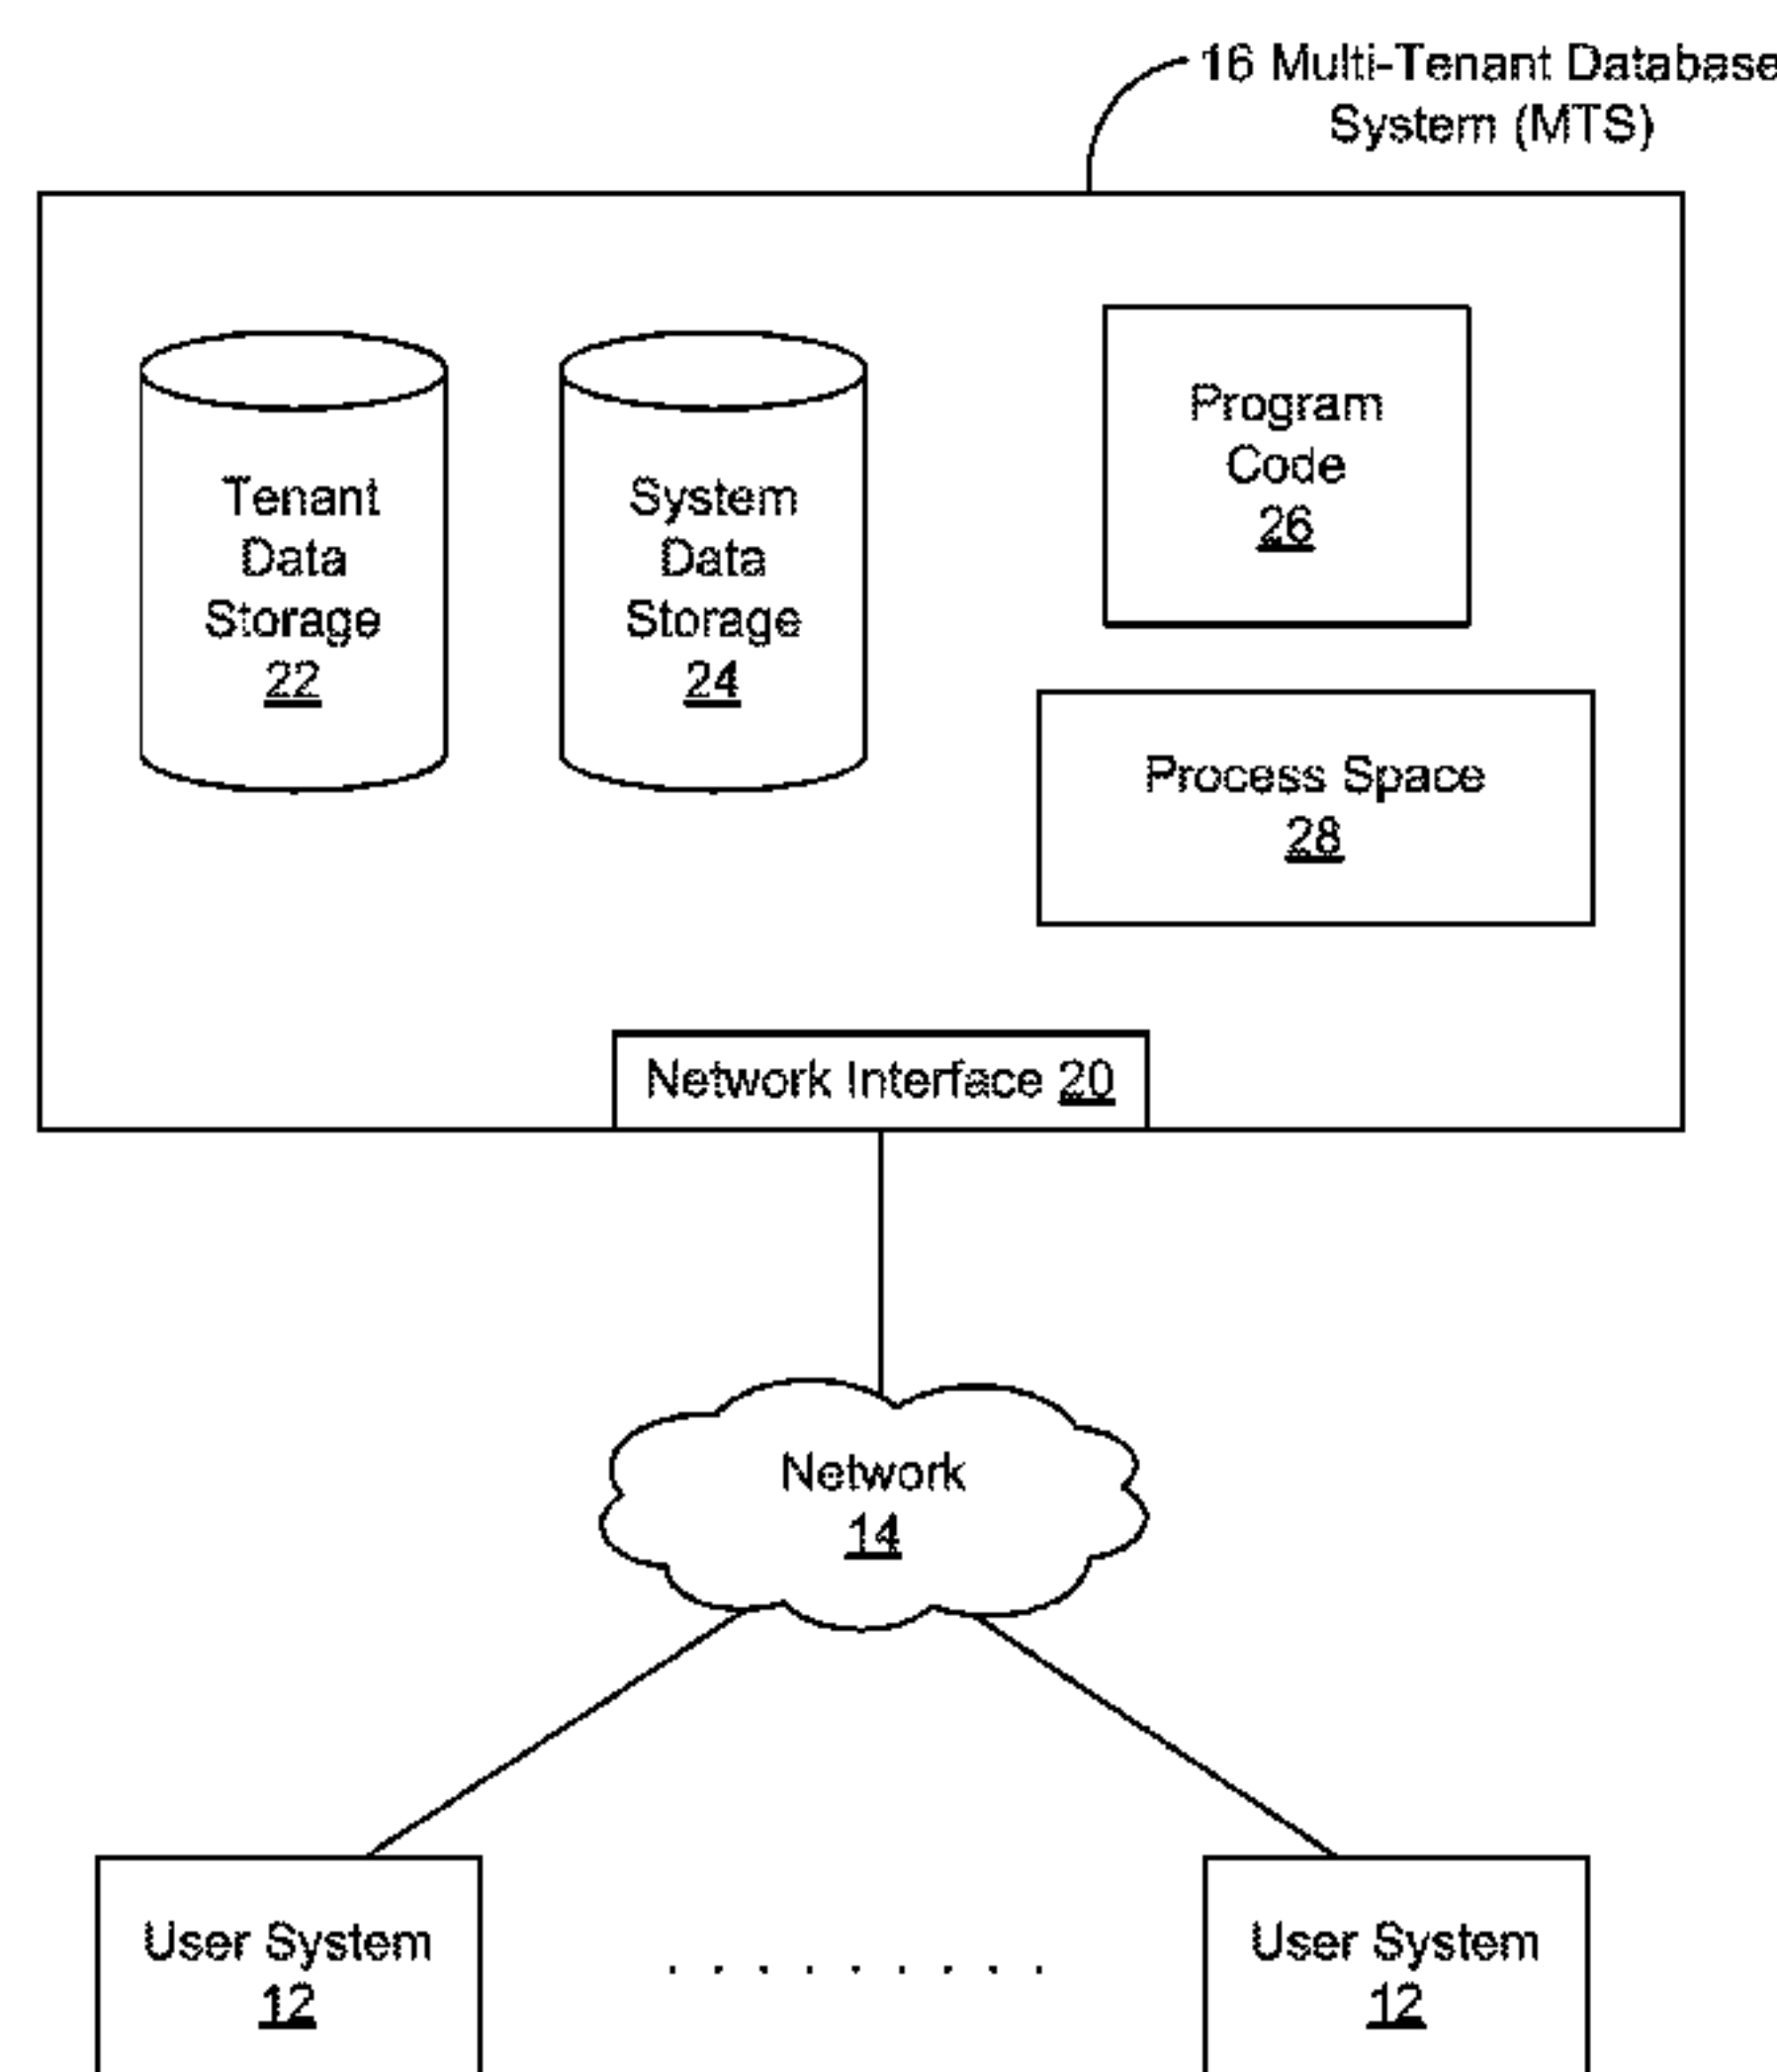 16 Multi-Tenant Database
System (MTS)
Tenant
Data
Storage
22
System
Data
Storage
24
Program
Code
26
Process Space
28
Network Interface 20
Network
14
User System
12
. . . . . . . . .
User System
12